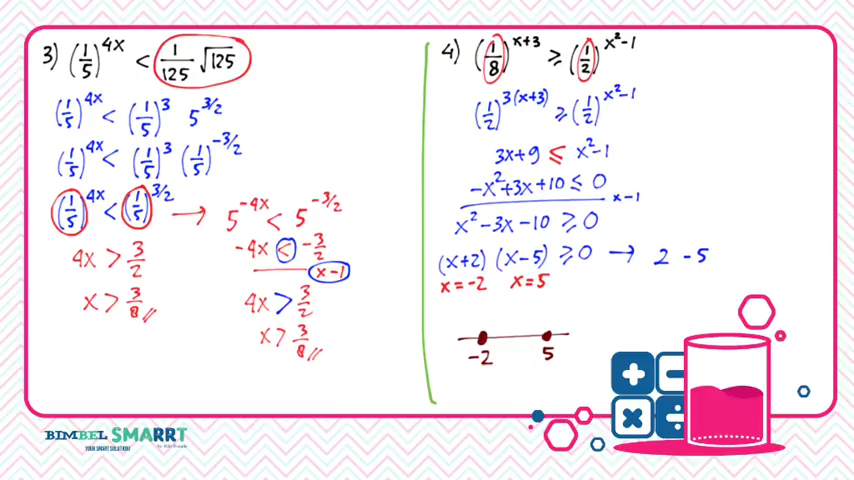 3) (1/5)^4x < 1/125 √125
(1/5)^4x < (1/5)^3 5^3/2
(1/5)^4x < (1/5)^3 (1/5)^-3/2
(1/5)^4x < (1/5)^3/2 → 5^-4x < 5^-3/2
4x > 3/2
x > 3/8 //
-4x < -3/2
x -1
4x > 3/2
x > 3/8 //
4) (1/8)^x+3 ≥ (1/2)^x²-1
(1/2)^3(x+3) ≥ (1/2)^x²-1
3x+9 ≤ x²-1
-x²+3x+10 ≤ 0
x -1
x²-3x-10 ≥ 0
(x+2) (x-5) ≥ 0 → 2 -5
x=-2 x=5
-2 5
+ −
× ÷
BIMBEL SMARRT
YOUR SMART SOLUTION!